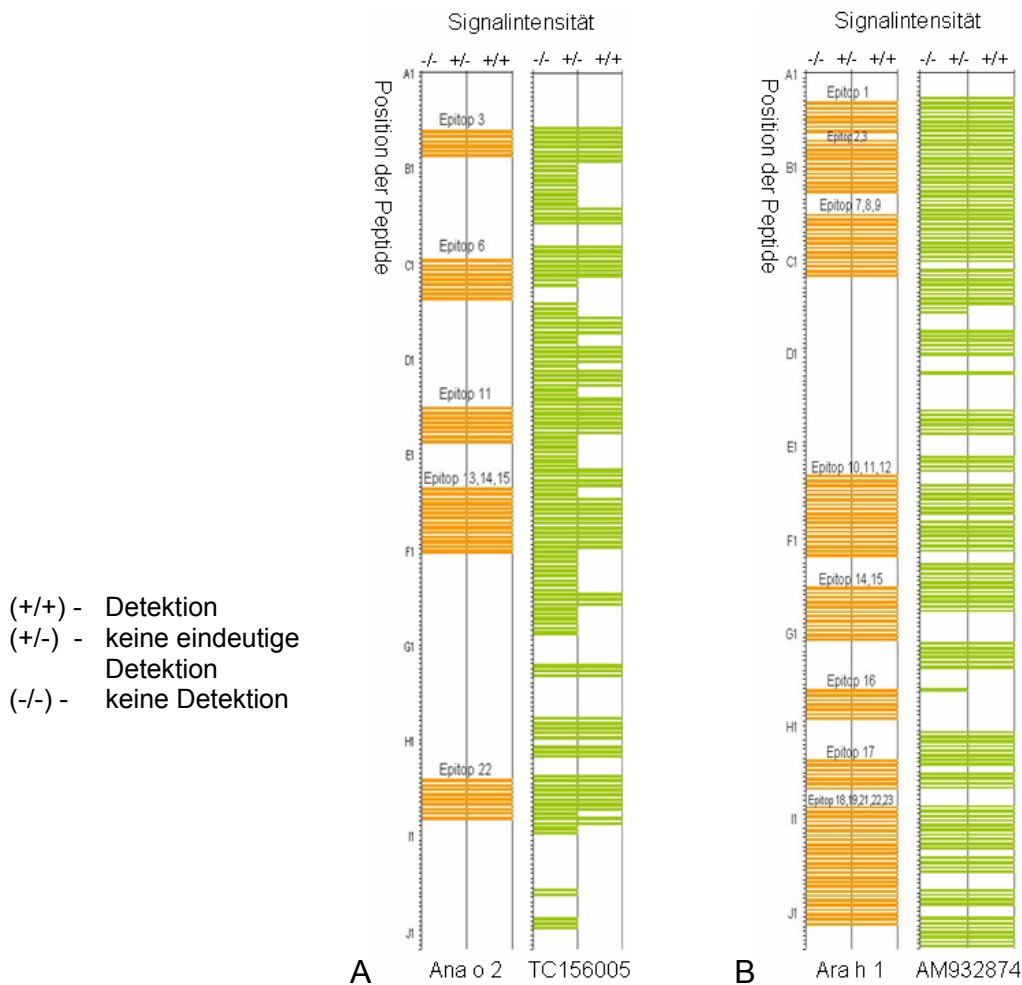 Signalintensität
-/- +/- +/+ -/- +/- +/+
Position der Peptide
A1
Epitop 3
B1
Epitop 6
C1
D1
Epitop 11
E1
Epitop 13,14,15
F1
G1
H1
Epitop 22
I1
J1
A Ana o 2 TC156005
Signalintensität
-/- +/- +/+ -/- +/- +/+
Position der Peptide
A1
Epitop 1
Epitop 2,3
B1
Epitop 7,8,9
C1
D1
E1
Epitop 10,11,12
F1
Epitop 14,15
G1
Epitop 16
H1
Epitop 17
Epitop 18,19,21,22,23
I1
J1
B Ara h 1 AM932874
(+/+) - Detektion
(+/-) - keine eindeutige
Detektion
(-/-) - keine Detektion